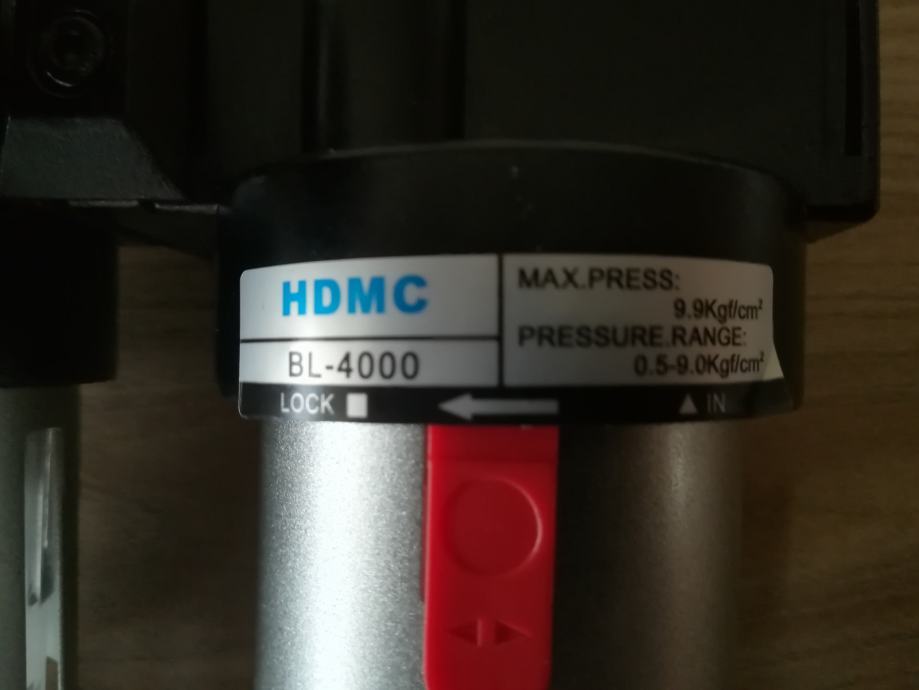 HDMC
BL-4000
MAX.PRESS:
9.9Kgf/cm²
PRESSURE.RANGE:
0.5-9.0Kgf/cm²
LOCK ■ ← ▲ IN